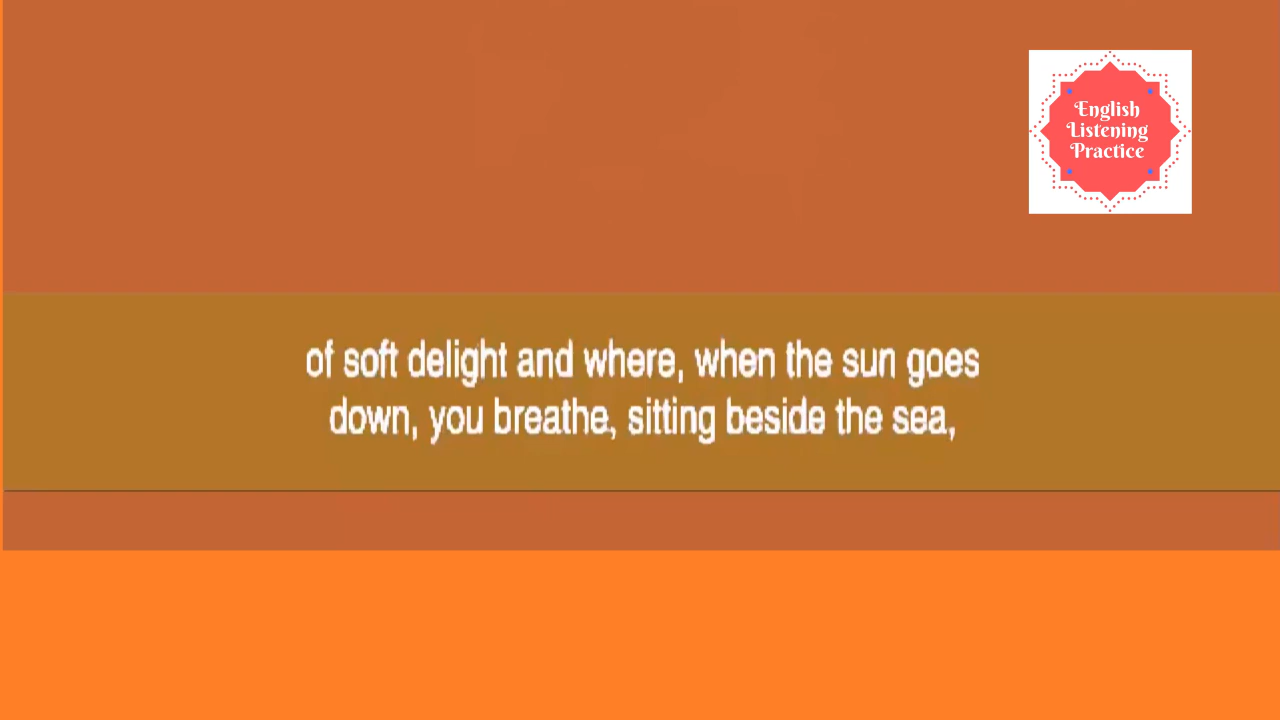 English
Listening
Practice
of soft delight and where, when the sun goes
down, you breathe, sitting beside the sea,